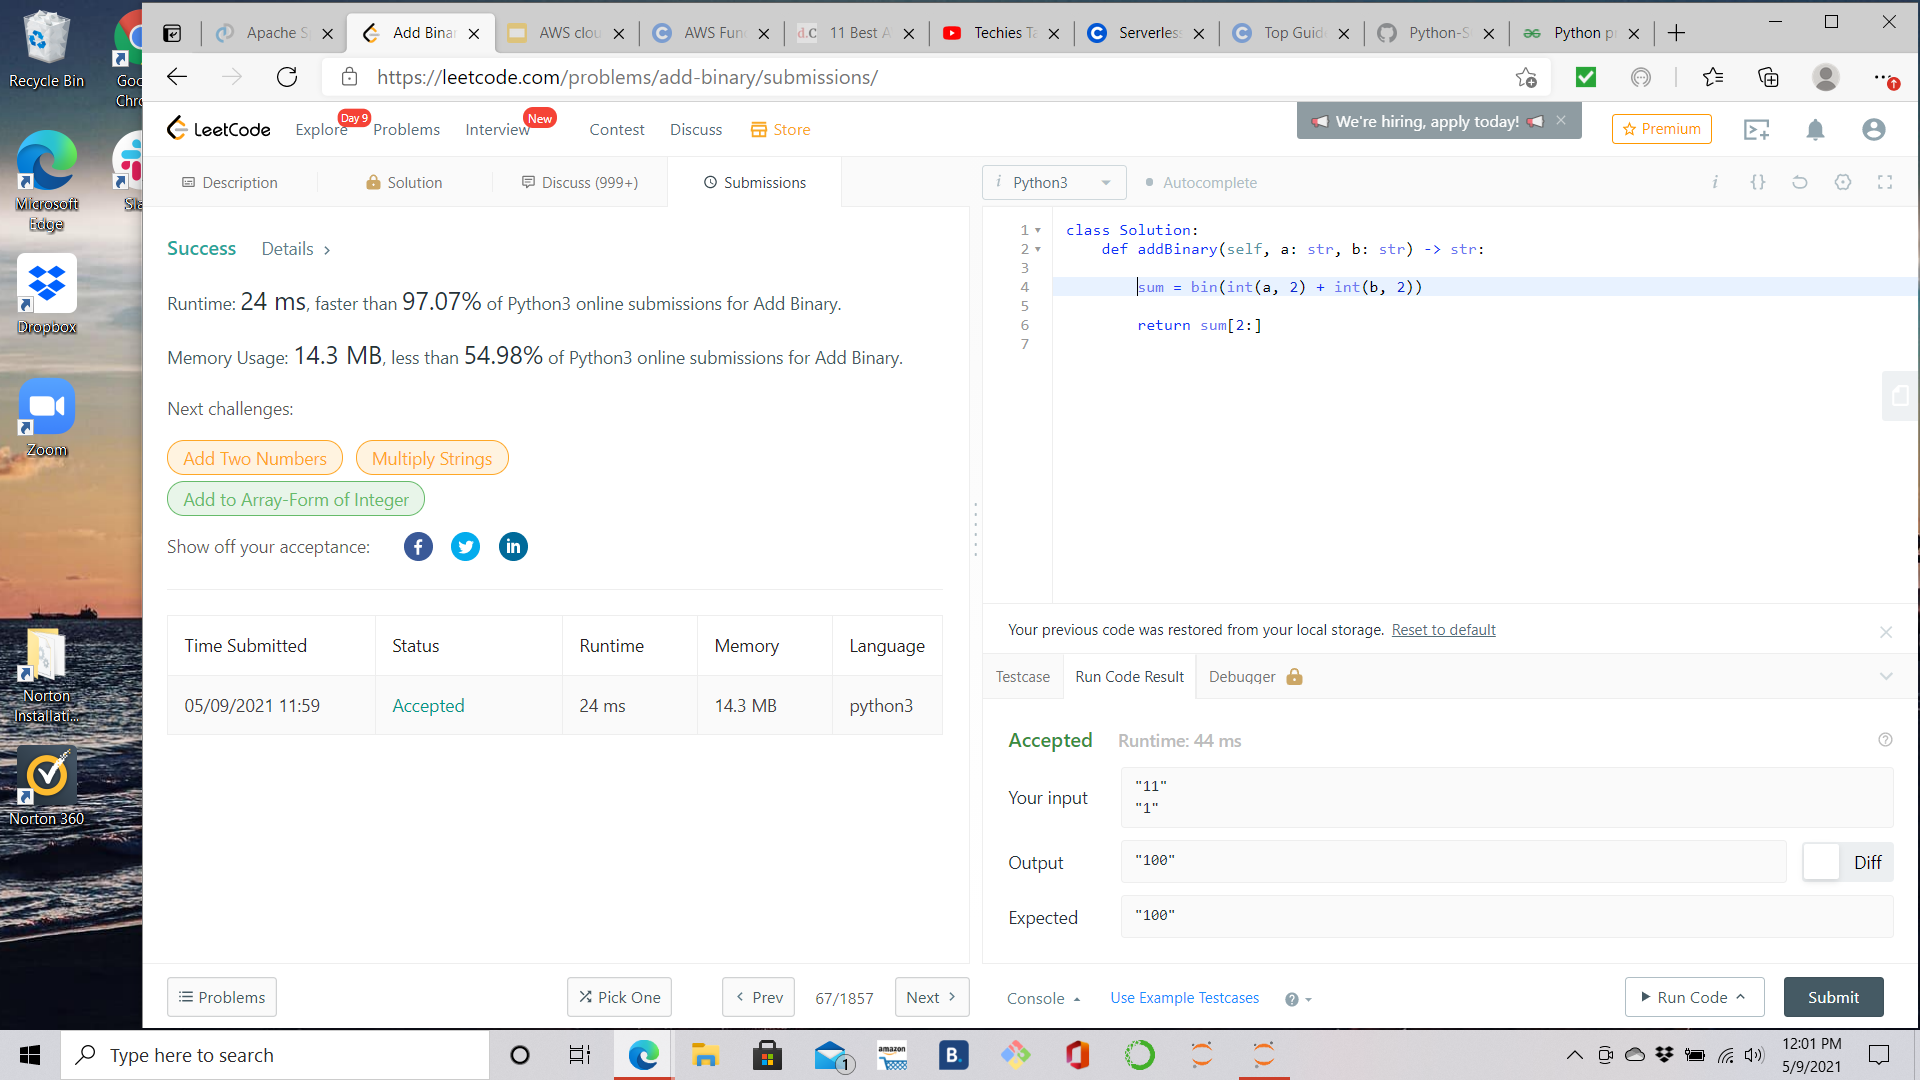 Recycle Bin
Microsoft Edge
Dropbox
Zoom
Norton Installati...
Norton 360
Apache S
Add Binar
AWS clou
AWS Fun
11 Best A
Techies Ta
Serverless
Top Guid
Python-S
Python pr
https://leetcode.com/problems/add-binary/submissions/
LeetCode
Explore
Day 9
Problems
Interview
New
Contest
Discuss
Store
We're hiring, apply today!
Premium
Description
Solution
Discuss (999+)
Submissions
i Python3
Autocomplete
Success Details >
Runtime: 24 ms, faster than 97.07% of Python3 online submissions for Add Binary.
Memory Usage: 14.3 MB, less than 54.98% of Python3 online submissions for Add Binary.
Next challenges:
Add Two Numbers
Multiply Strings
Add to Array-Form of Integer
Show off your acceptance:
Time Submitted Status Runtime Memory Language
05/09/2021 11:59 Accepted 24 ms 14.3 MB python3
Problems
Pick One
< Prev
67/1857
Next >
1 class Solution:
2 def addBinary(self, a: str, b: str) -> str:
3
4 sum = bin(int(a, 2) + int(b, 2))
5
6 return sum[2:]
7
Your previous code was restored from your local storage. Reset to default
Testcase
Run Code Result
Debugger
Accepted Runtime: 44 ms
Your input
"11"
"1"
Output
"100"
Diff
Expected
"100"
Console
Use Example Testcases
Run Code
Submit
Type here to search
1
amazon
B.
12:01 PM
5/9/2021